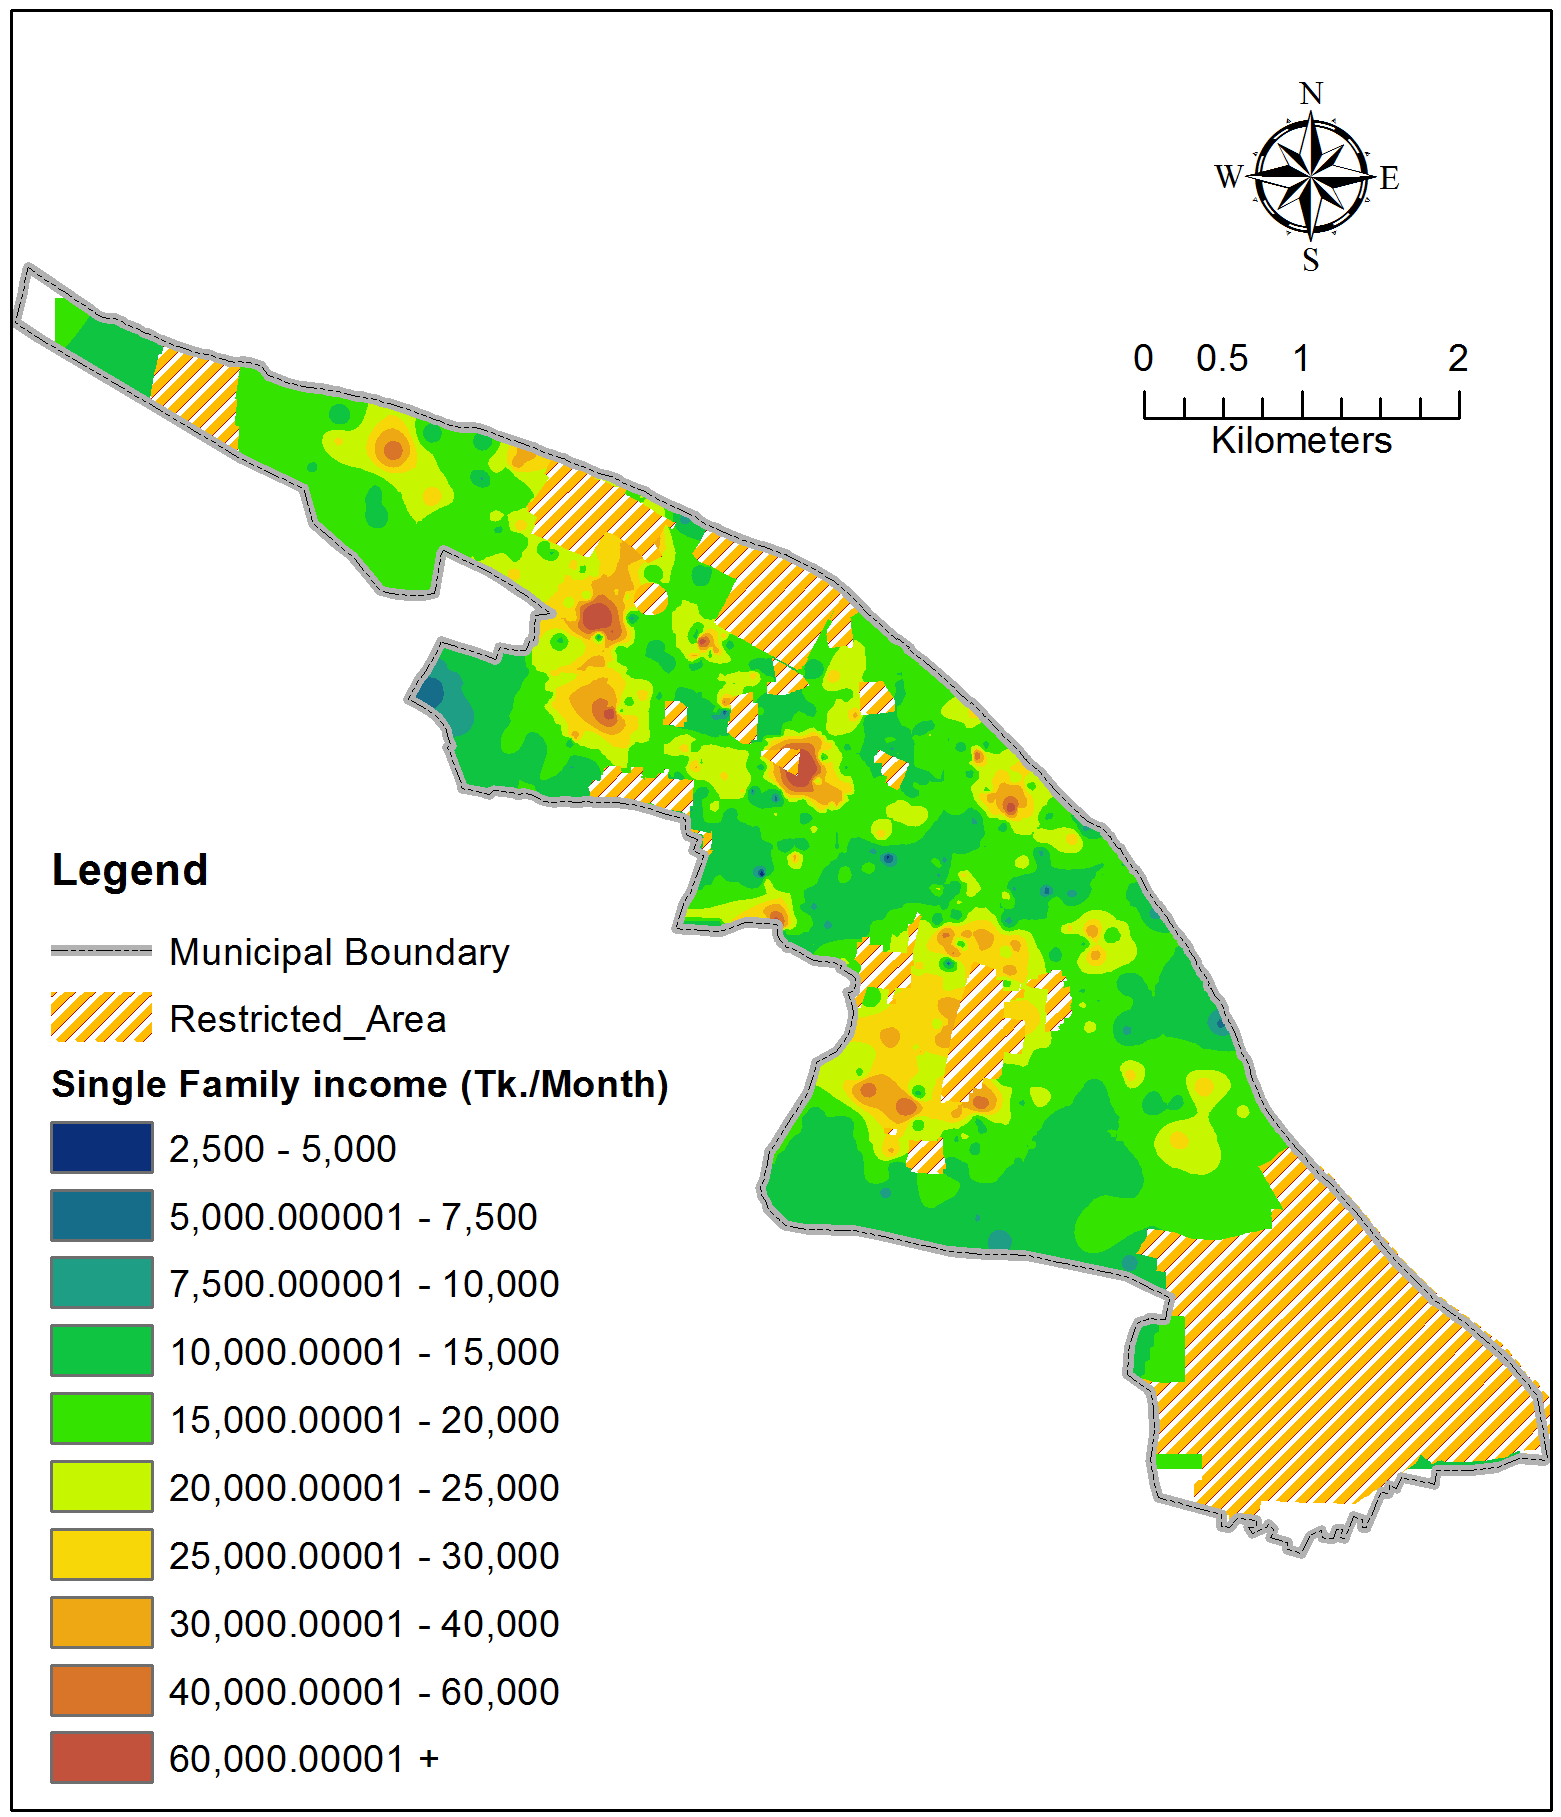 N
W E
S
0 0.5 1 2
Kilometers
Legend
Municipal Boundary
Restricted_Area
Single Family income (Tk./Month)
2,500 - 5,000
5,000.000001 - 7,500
7,500.000001 - 10,000
10,000.00001 - 15,000
15,000.00001 - 20,000
20,000.00001 - 25,000
25,000.00001 - 30,000
30,000.00001 - 40,000
40,000.00001 - 60,000
60,000.00001 +